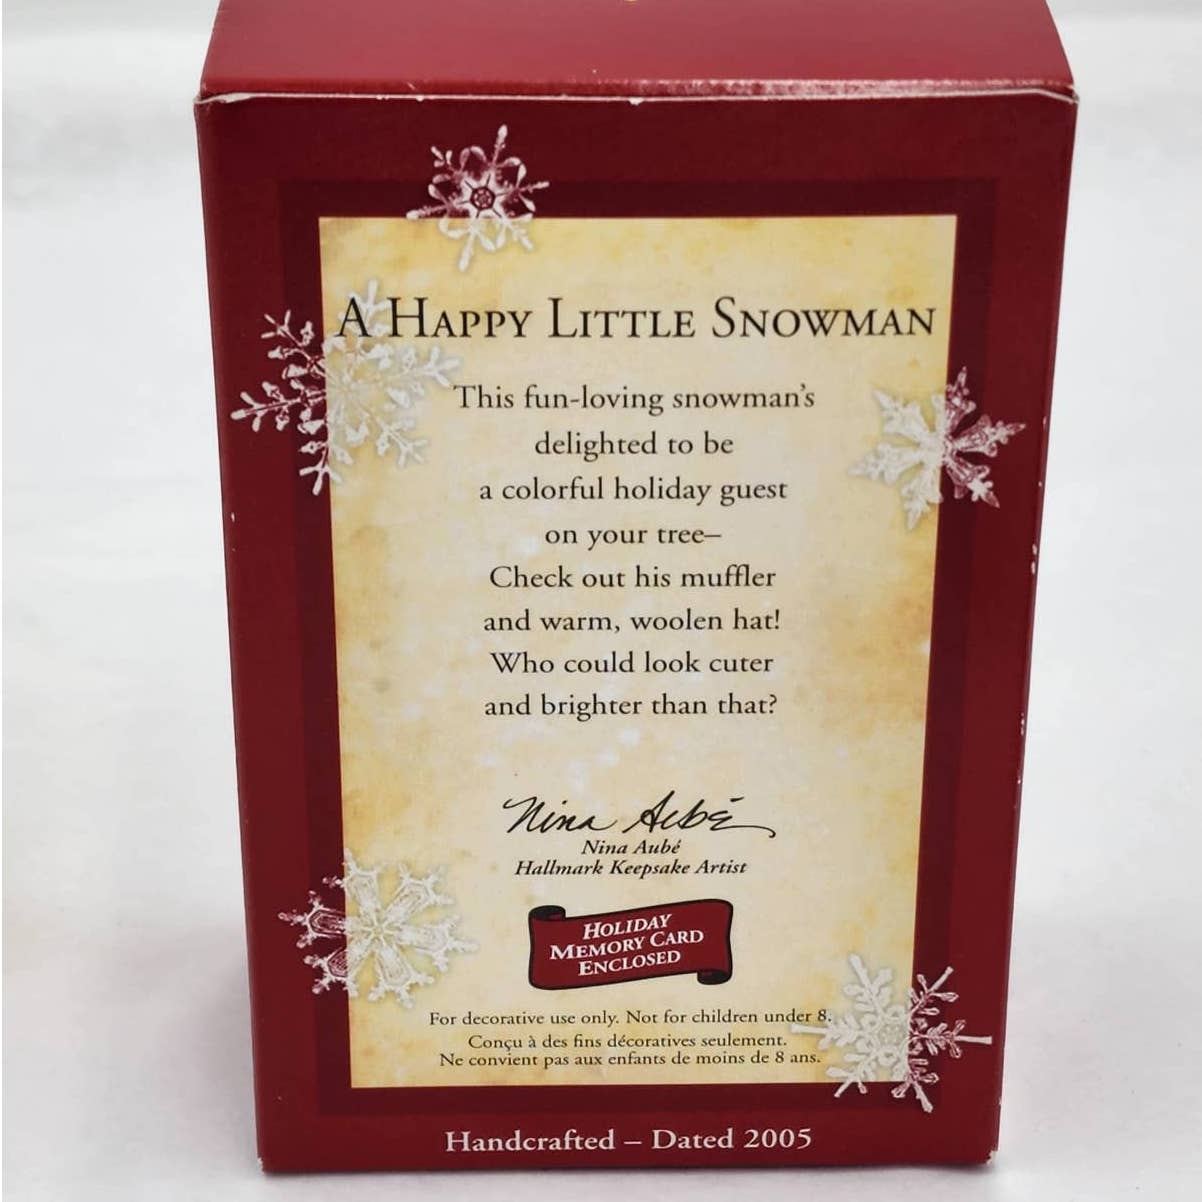 A Happy Little Snowman
This fun-loving snowman's
delighted to be
a colorful holiday guest
on your tree–
Check out his muffler
and warm, woolen hat!
Who could look cuter
and brighter than that?
Nina Aubé
Nina Aubé
Hallmark Keepsake Artist
Holiday
Memory Card
Enclosed
For decorative use only. Not for children under 8.
Conçu à des fins décoratives seulement.
Ne convient pas aux enfants de moins de 8 ans.
Handcrafted – Dated 2005